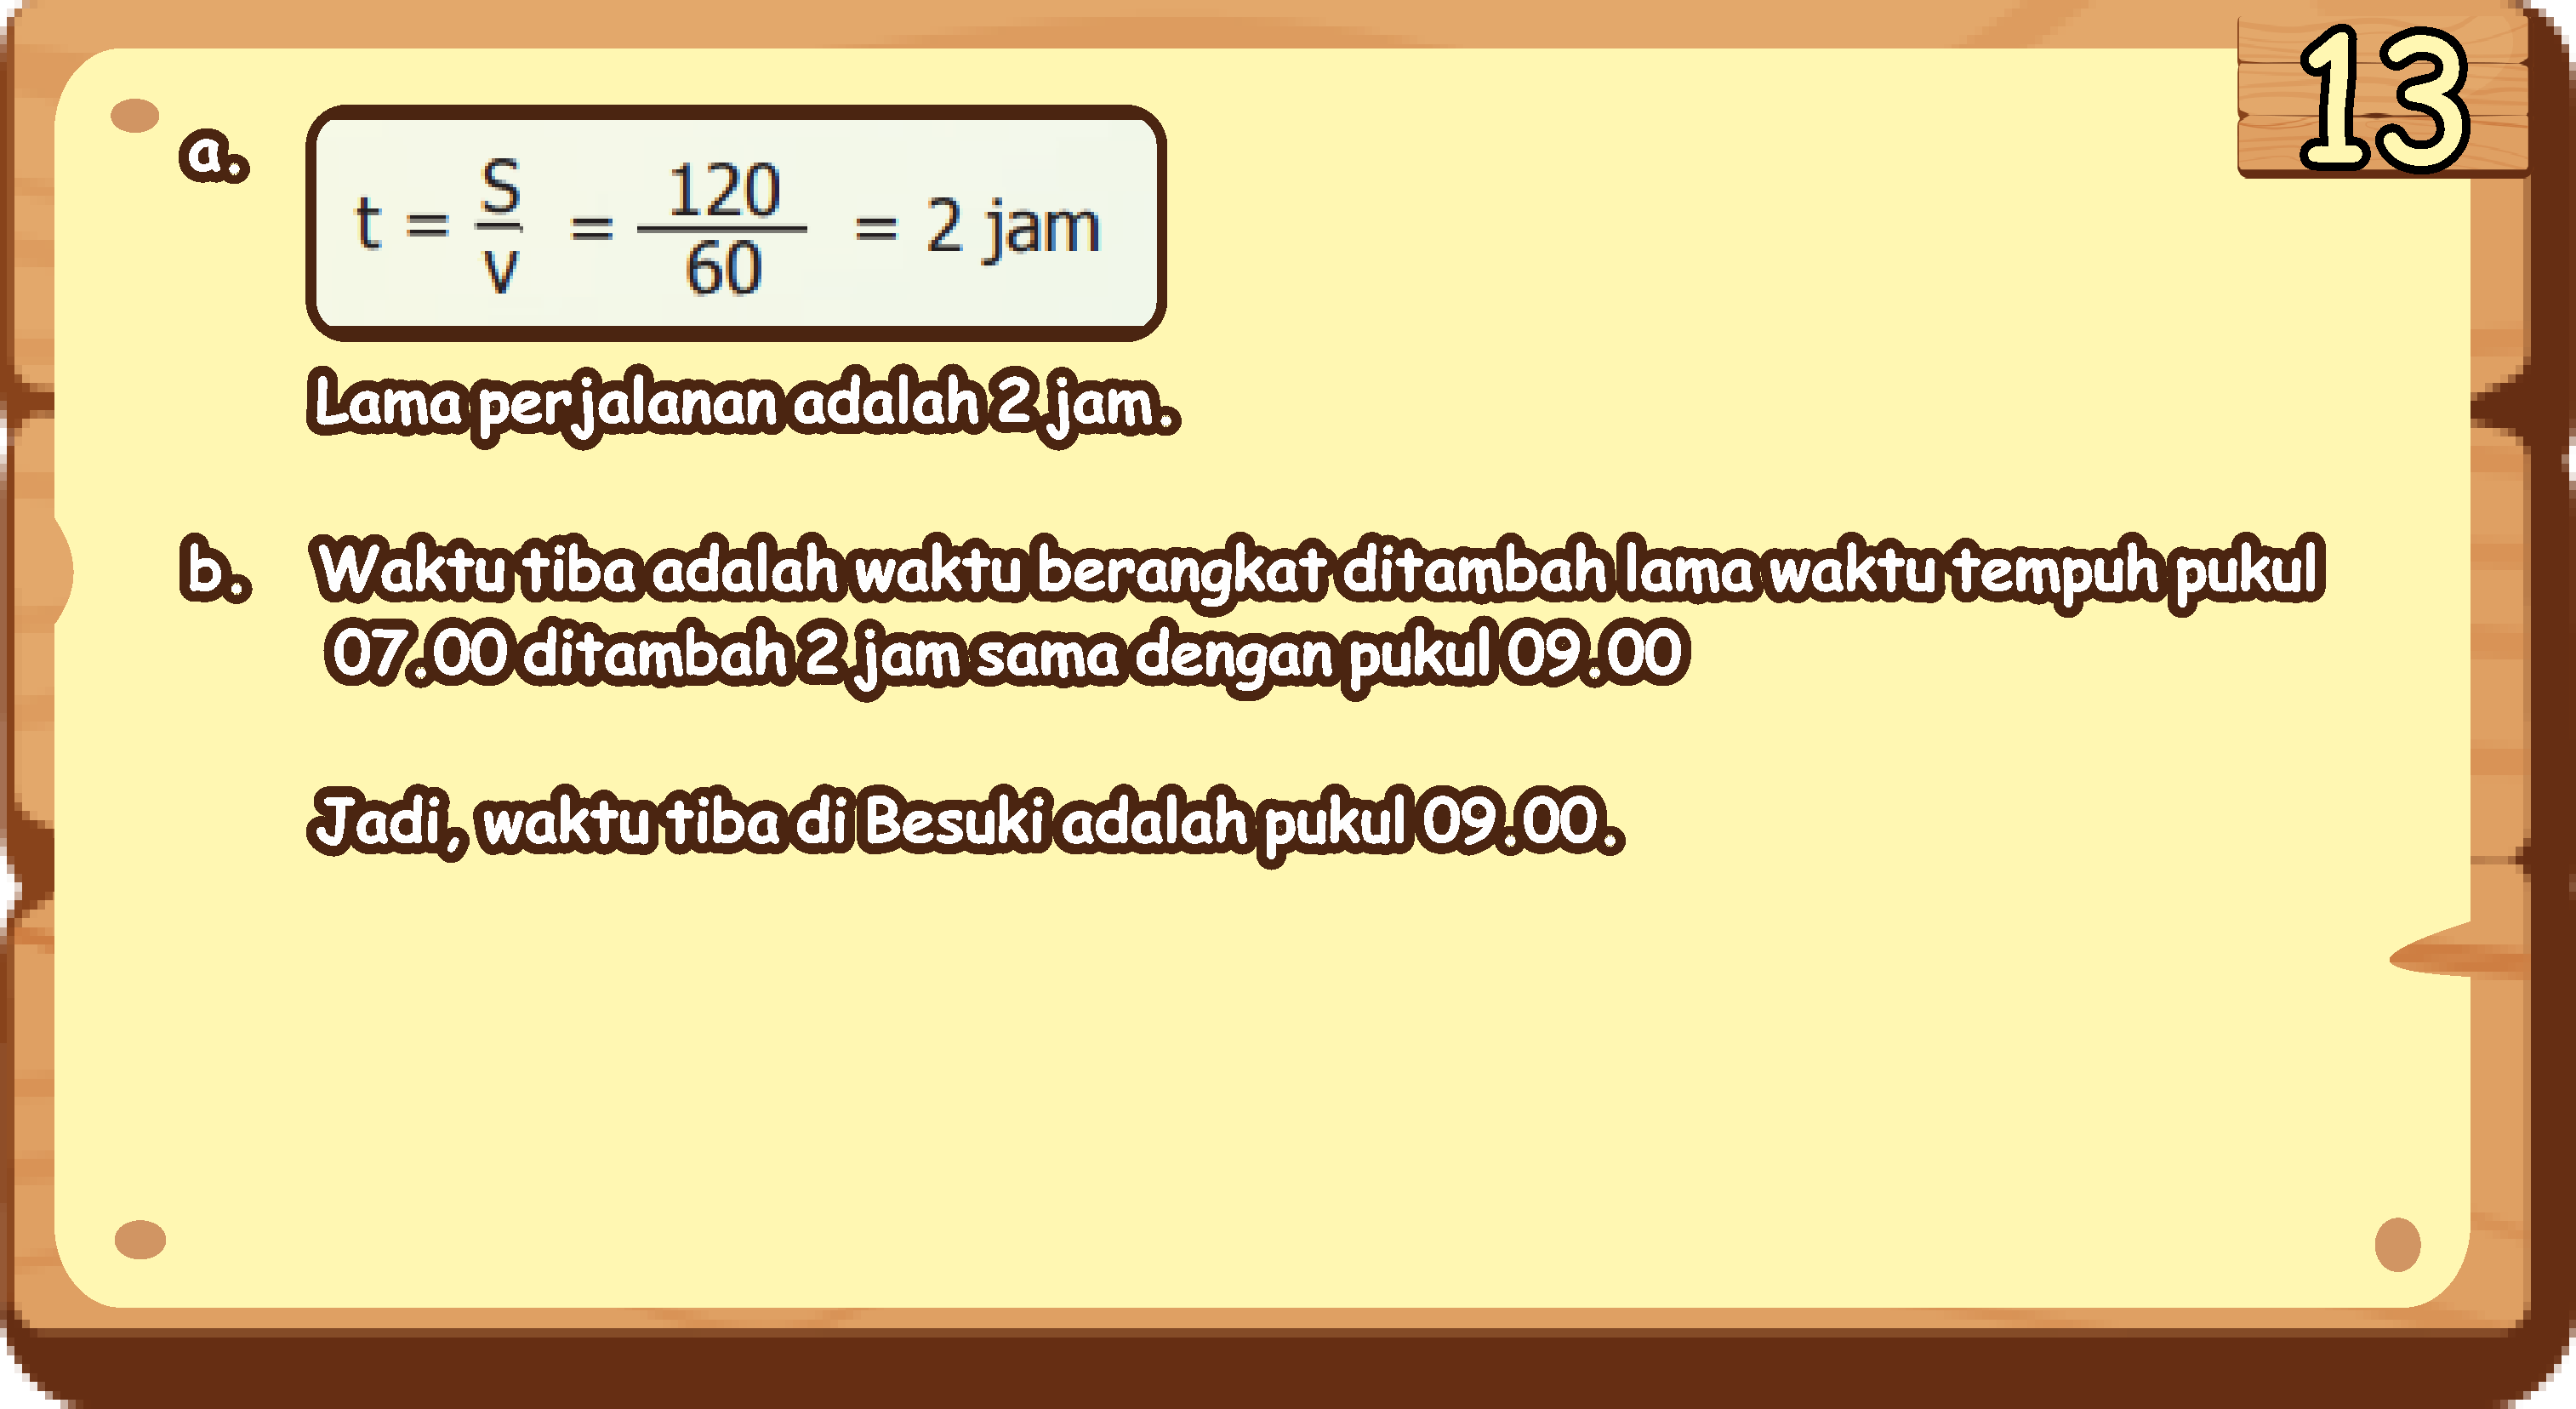 13
a.
t = S/v = 120/60 = 2 jam
Lama perjalanan adalah 2 jam.
b. Waktu tiba adalah waktu berangkat ditambah lama waktu tempuh pukul
07.00 ditambah 2 jam sama dengan pukul 09.00
Jadi, waktu tiba di Besuki adalah pukul 09.00.